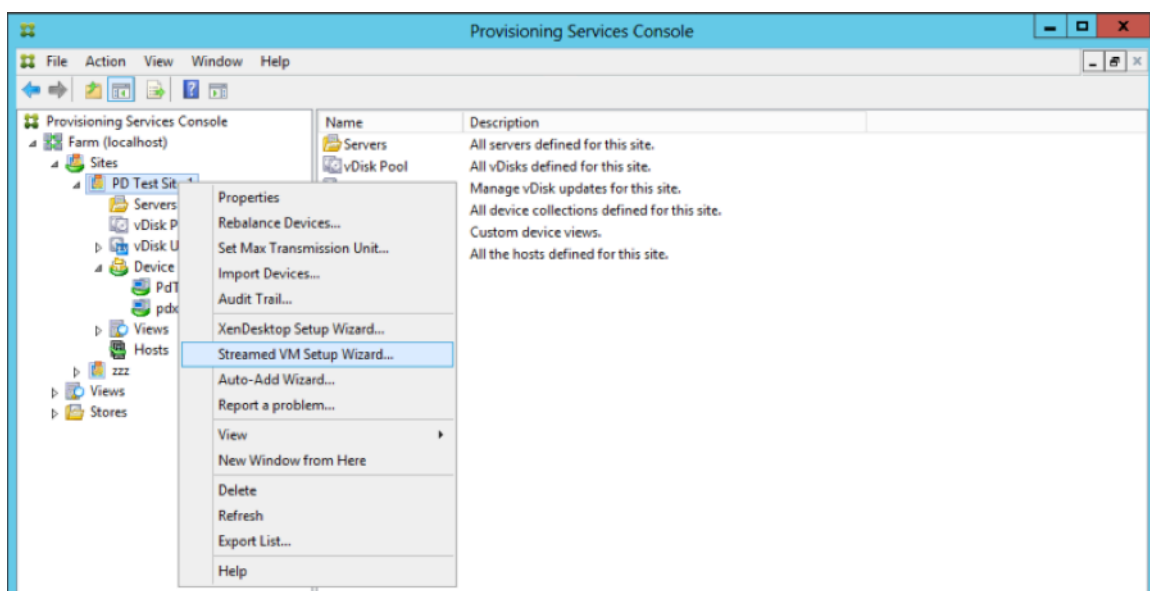 Provisioning Services Console
File Action View Window Help
Provisioning Services Console
Farm (localhost)
Sites
PD Test
Servers
vDisk P
vDisk U
Device
PdT
pdx
Views
Hosts
zzz
Views
Stores
Name Description
Servers All servers defined for this site.
vDisk Pool All vDisks defined for this site.
Manage vDisk updates for this site.
All device collections defined for this site.
Custom device views.
All the hosts defined for this site.
Properties
Rebalance Devices...
Set Max Transmission Unit...
Import Devices...
Audit Trail...
XenDesktop Setup Wizard...
Streamed VM Setup Wizard...
Auto-Add Wizard...
Report a problem...
View
New Window from Here
Delete
Refresh
Export List...
Help